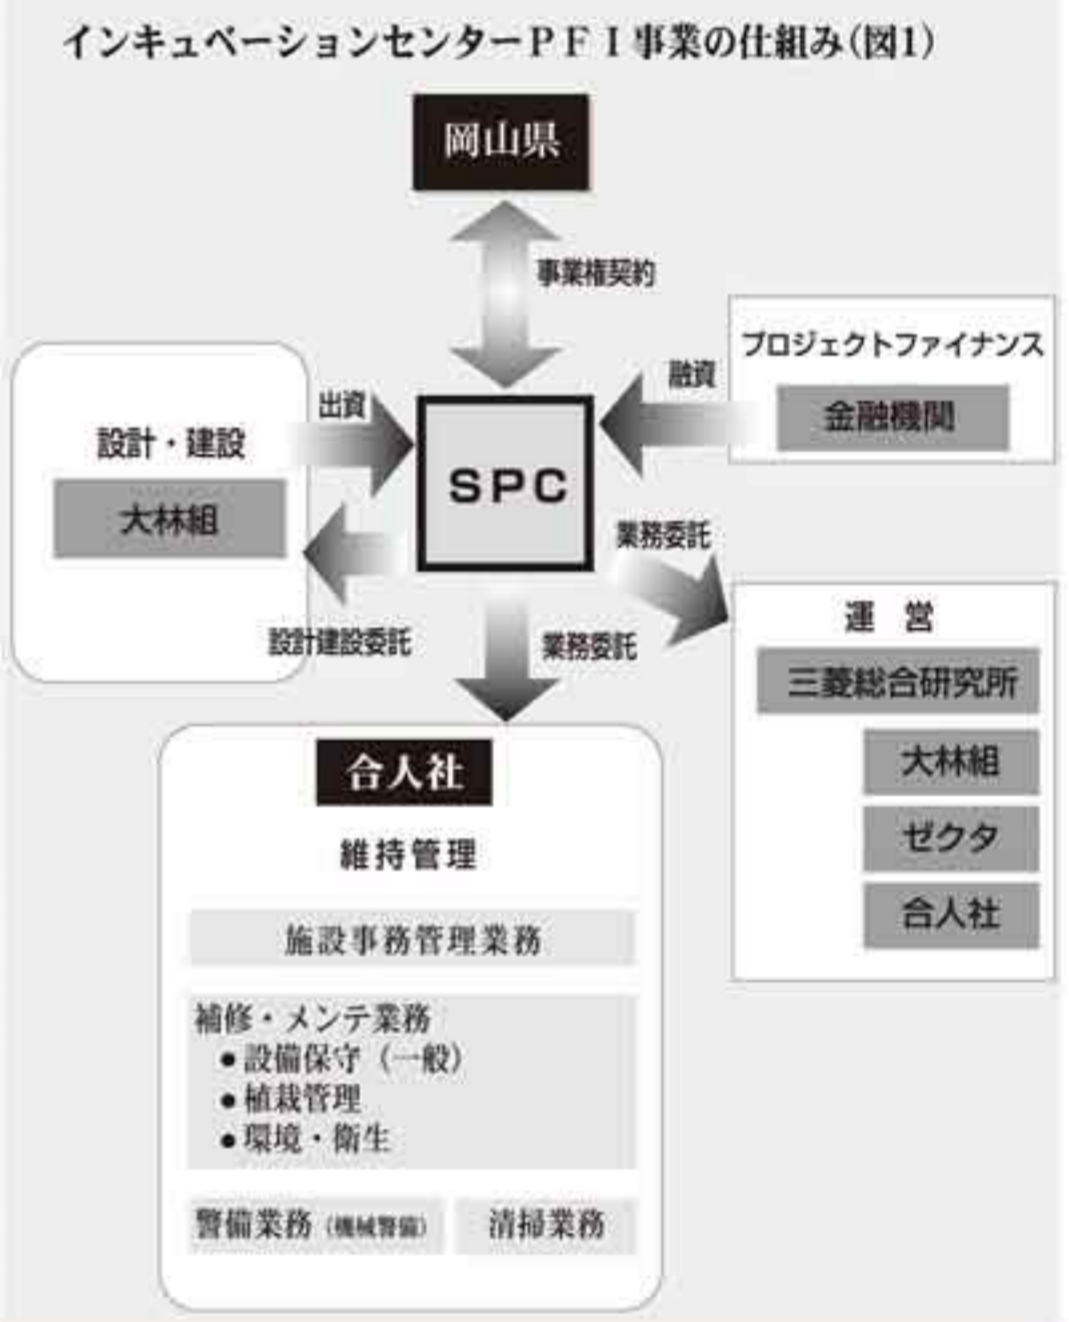 インキュベーションセンターＰＦＩ事業の仕組み(図1)
岡山県
事業権契約
プロジェクトファイナンス
金融機関
融資
出資
設計・建設
大林組
SPC
設計建設委託
業務委託
業務委託
運 営
三菱総合研究所
大林組
ゼクタ
合人社
合人社
維持管理
施設事務管理業務
補修・メンテ業務
●設備保守（一般）
●植栽管理
●環境・衛生
警備業務（機械警備）
清掃業務